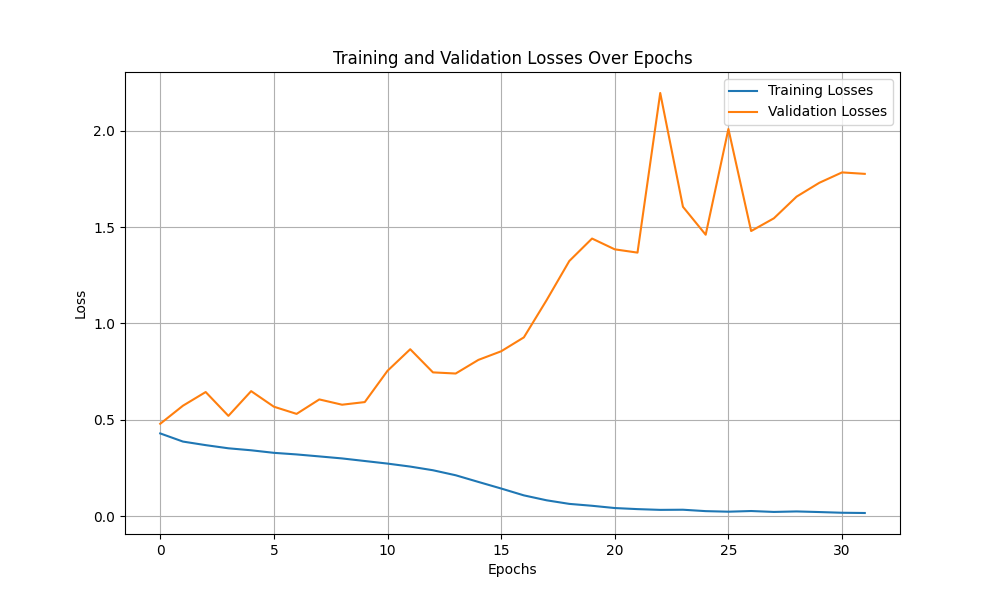 Training and Validation Losses Over Epochs
Training Losses
Validation Losses
2.0
1.5
1.0
0.5
0.0
Loss
0 5 10 15 20 25 30
Epochs